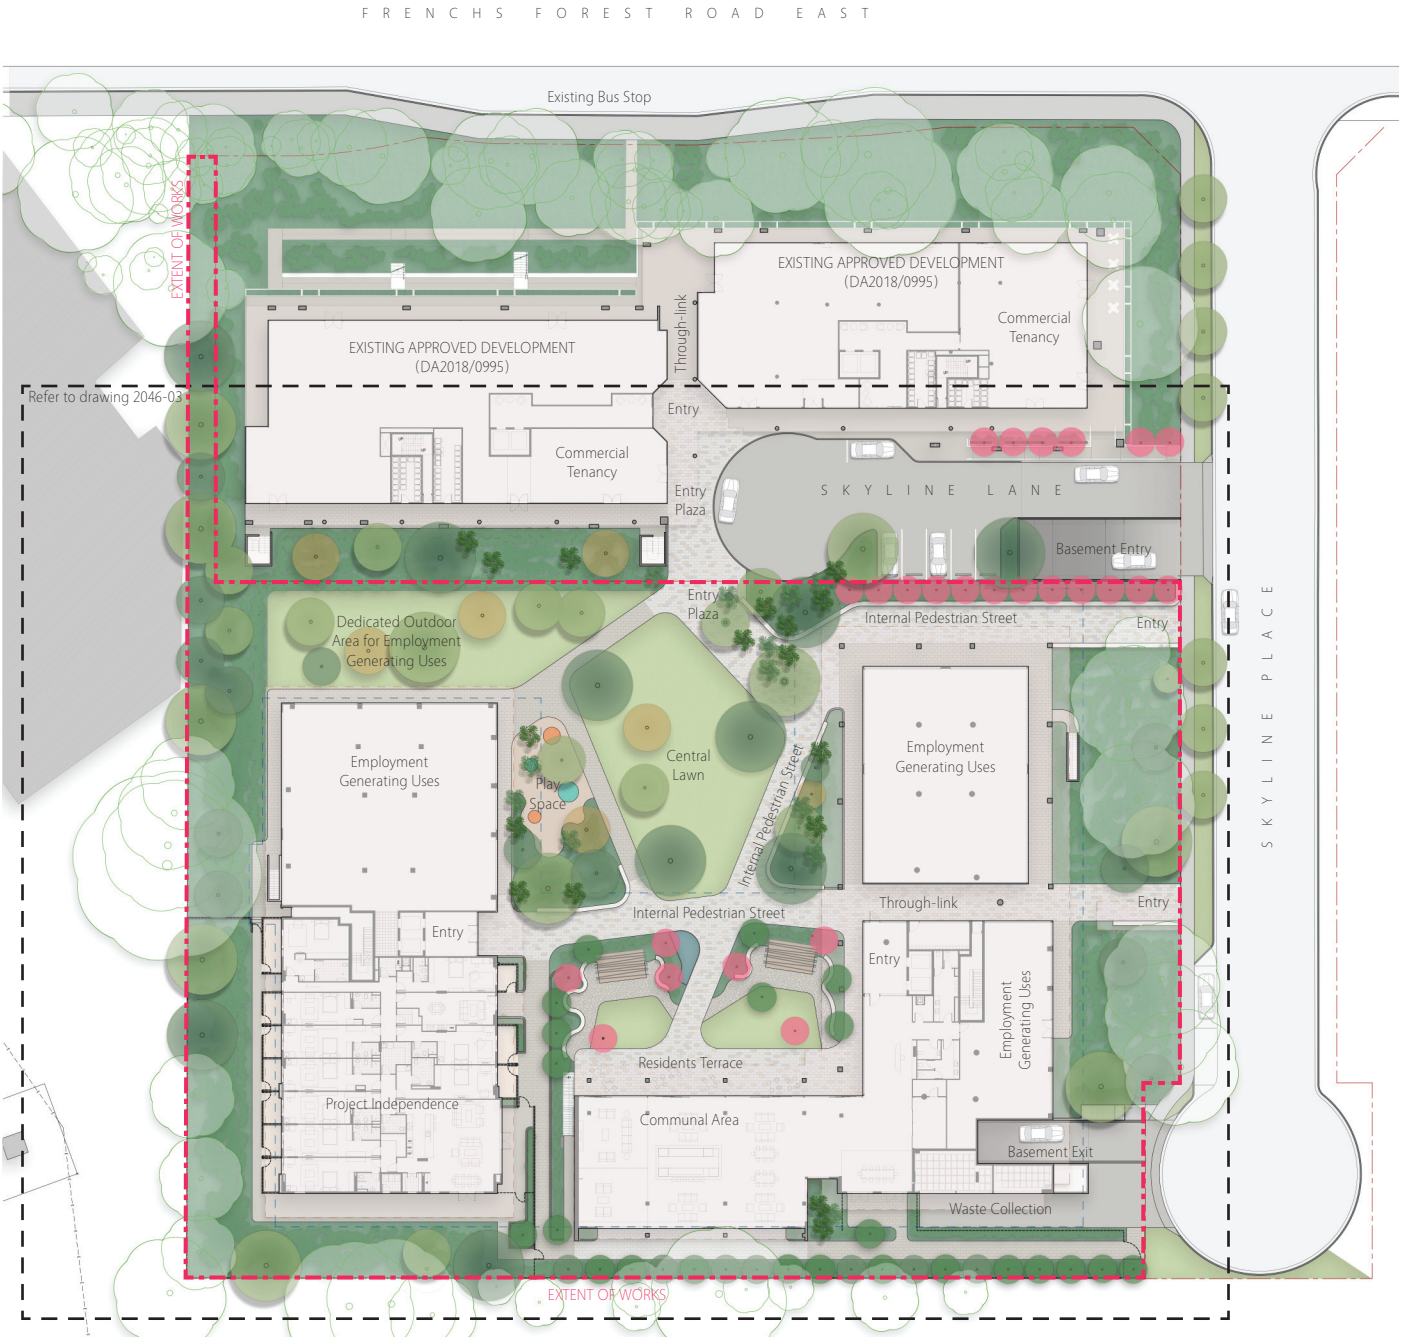 FRENCHS FOREST ROAD EAST
Existing Bus Stop
EXTENT OF WORKS
EXISTING APPROVED DEVELOPMENT
(DA2018/0995)
Commercial
Tenancy
Through-link
EXISTING APPROVED DEVELOPMENT
(DA2018/0995)
Refer to drawing 2046-03
Entry
Commercial
Tenancy
Entry
Plaza
SKYLINE LANE
Basement Entry
Entry
Plaza
Internal Pedestrian Street
Entry
Dedicated Outdoor
Area for Employment
Generating Uses
SKYLINE PLACE
Employment
Generating Uses
Play
Space
Central
Lawn
Internal Pedestrian Street
Employment
Generating Uses
Internal Pedestrian Street
Through-link
Entry
Entry
Entry
Employment
Generating Uses
Residents Terrace
Project Independence
Communal Area
Basement Exit
Waste Collection
EXTENT OF WORKS